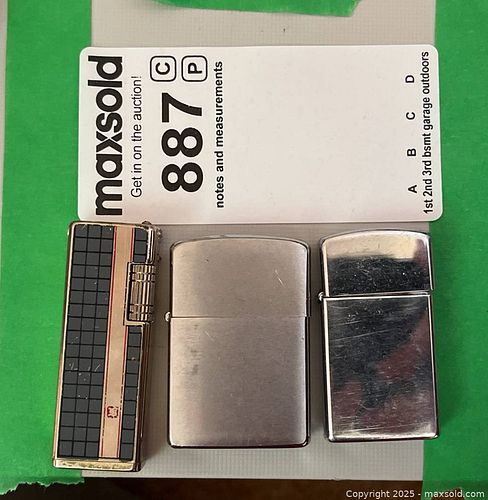 maxsold
Get in on the auction!
887
C
P
notes and measurements
A B C D
1st 2nd 3rd bsmt garage outdoors
Copyright © 2025 - maxsold.com